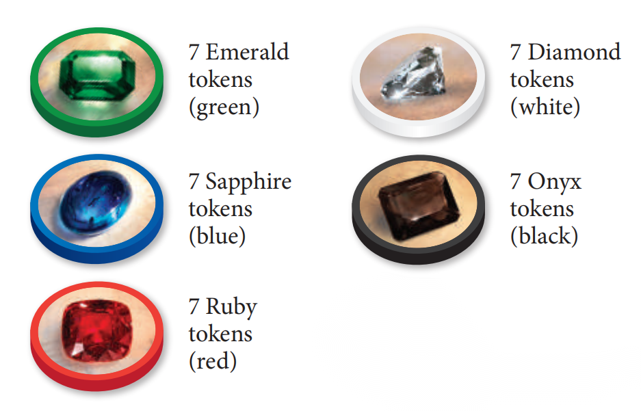 7 Emerald
tokens
(green)
7 Diamond
tokens
(white)
7 Sapphire
tokens
(blue)
7 Onyx
tokens
(black)
7 Ruby
tokens
(red)